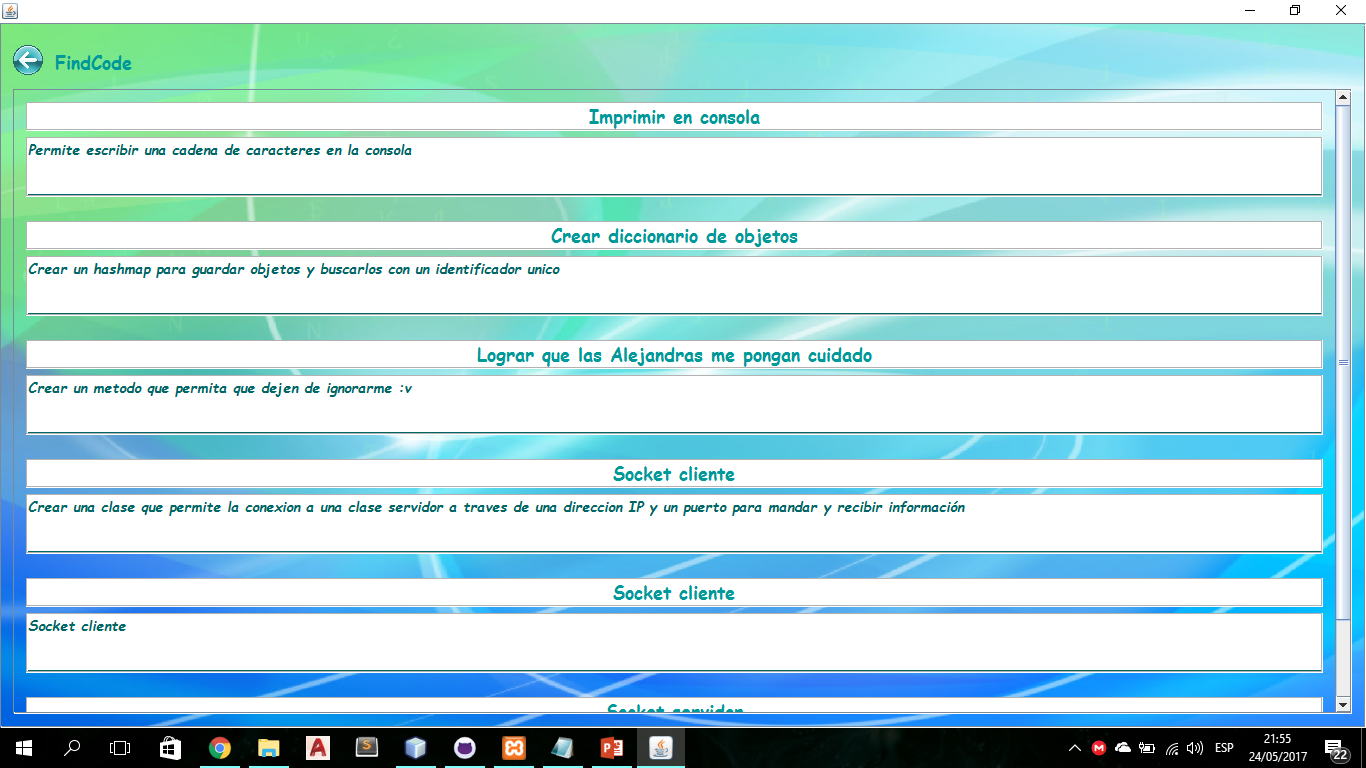 FindCode
Imprimir en consola
Permite escribir una cadena de caracteres en la consola
Crear diccionario de objetos
Crear un hashmap para guardar objetos y buscarlos con un identificador unico
Lograr que las Alejandras me pongan cuidado
Crear un metodo que permita que dejen de ignorarme :v
Socket cliente
Crear una clase que permite la conexion a una clase servidor a traves de una direccion IP y un puerto para mandar y recibir información
Socket cliente
Socket cliente
Socket servidor
ESP
21:55
24/05/2017
22